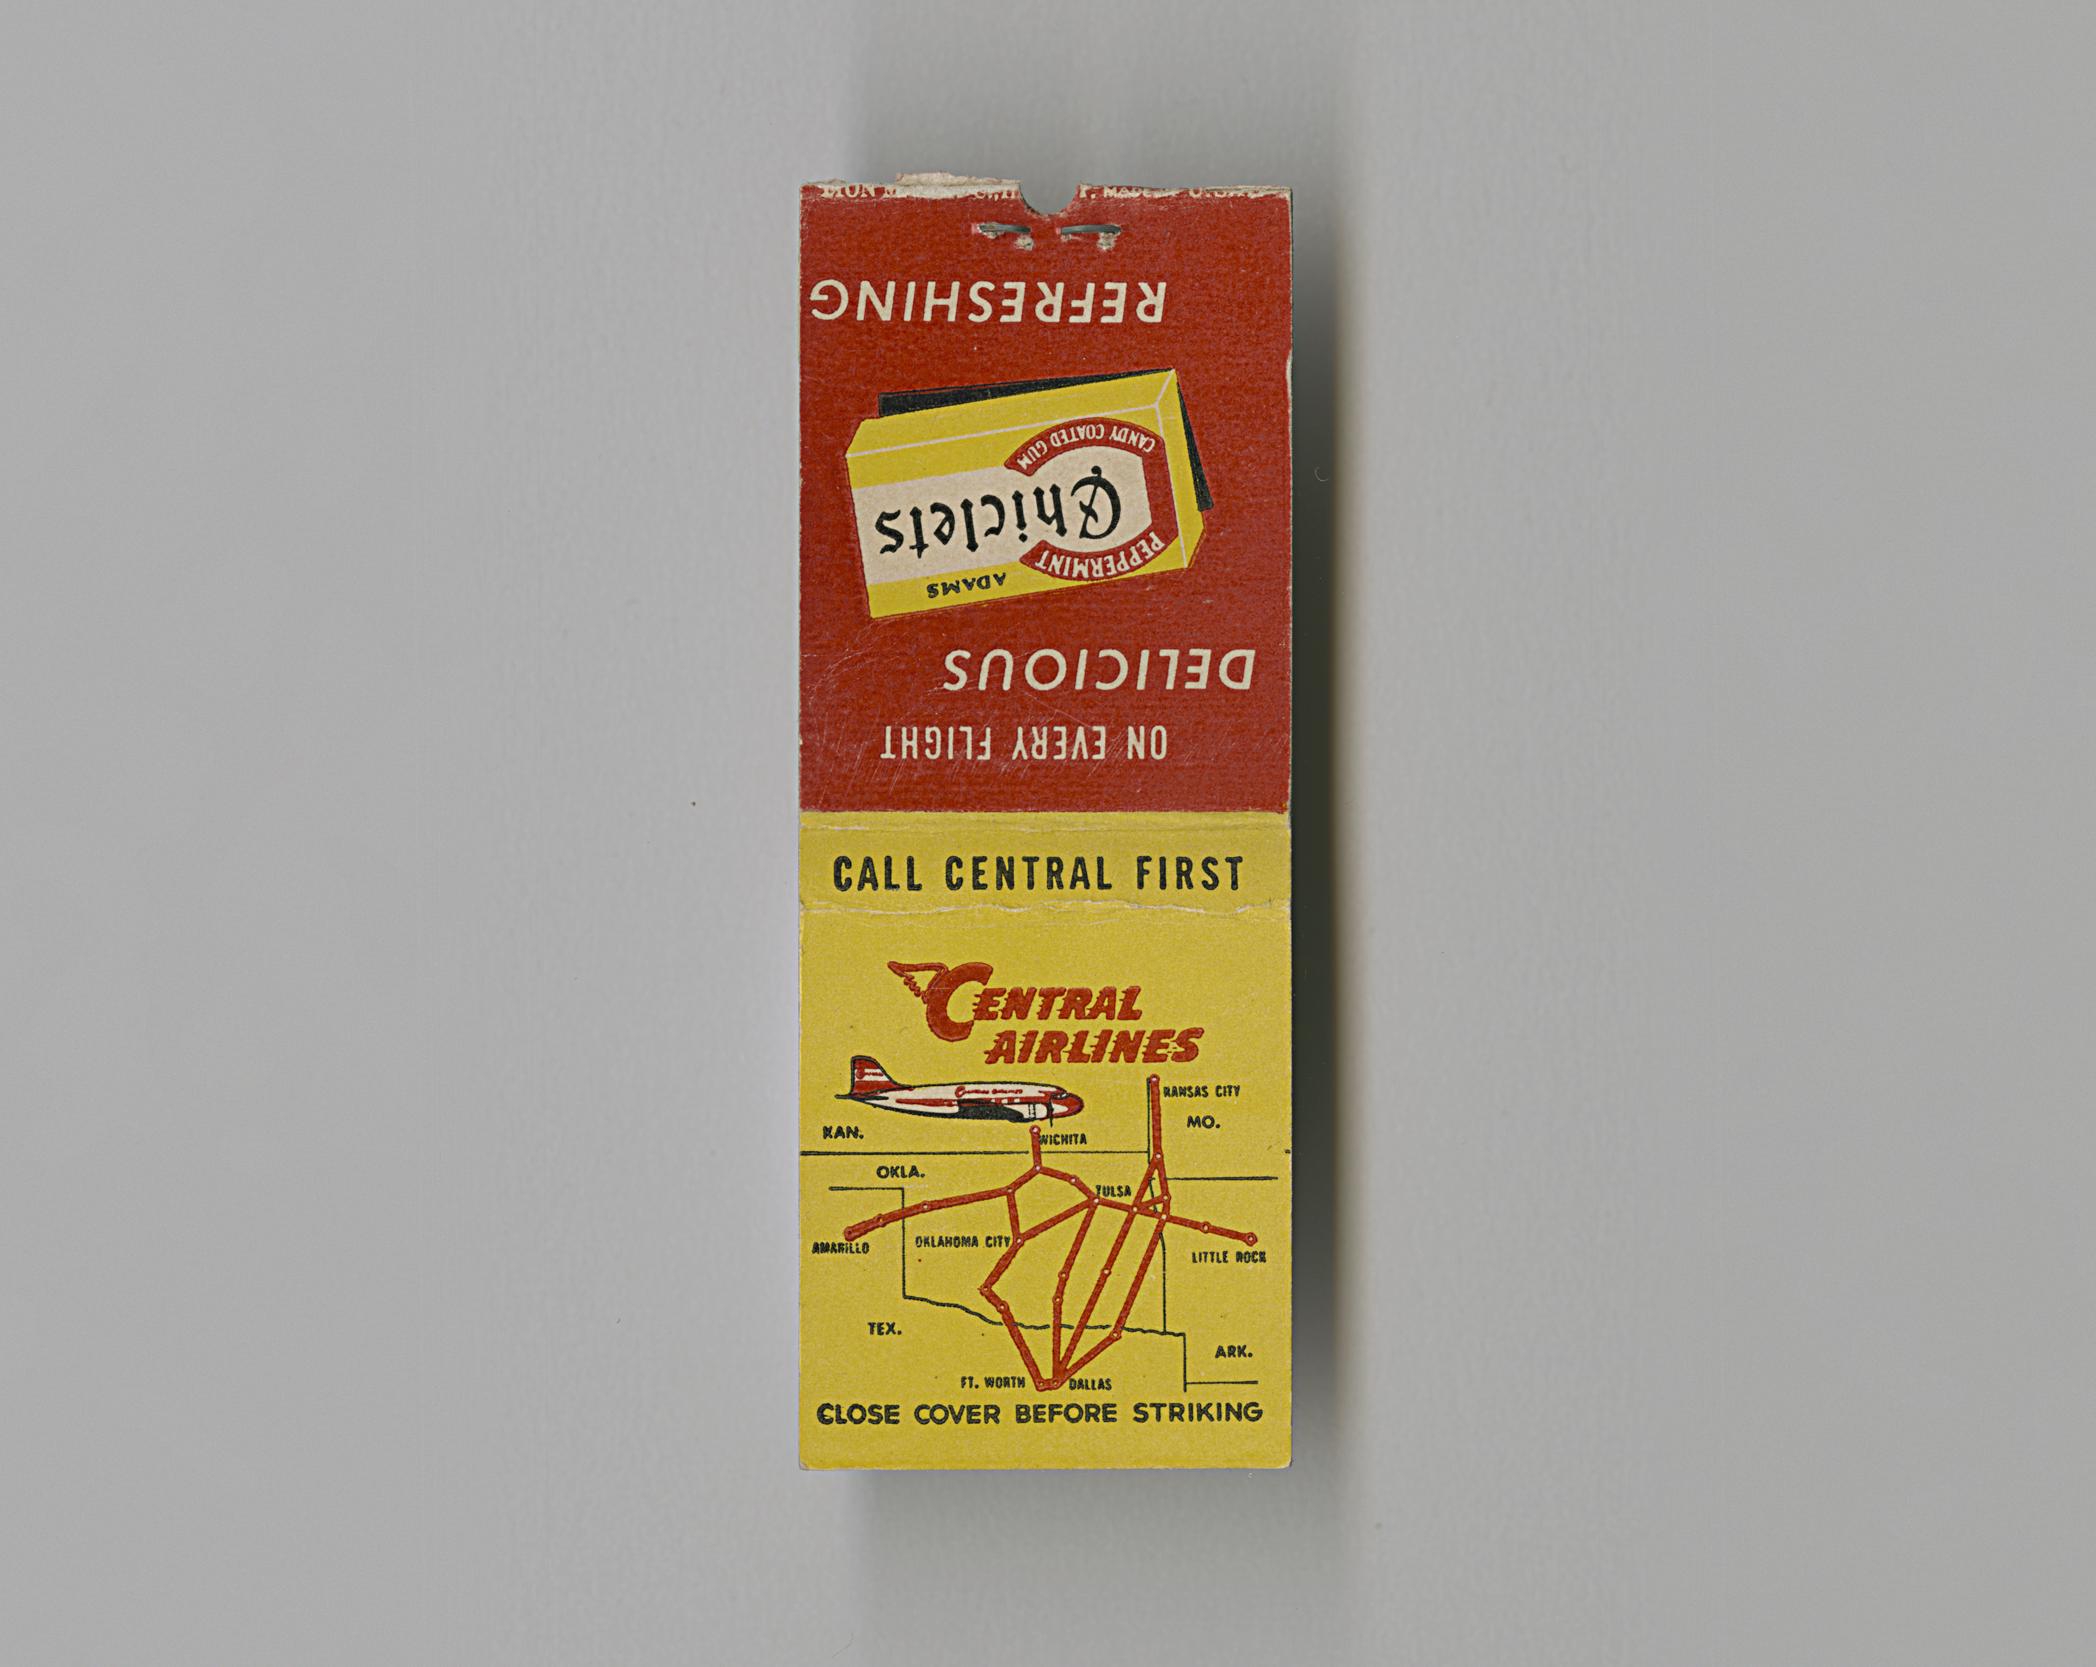 REFRESHING
CANDY COATED GUM
Chiclets
PEPPERMINT
ADAMS
DELICIOUS
ON EVERY FLIGHT
CALL CENTRAL FIRST
CENTRAL
AIRLINES
KANSAS CITY
MO.
KAN.
WICHITA
OKLA.
TULSA
OKLAHOMA CITY
AMARILLO
LITTLE ROCK
TEX.
ARK.
FT. WORTH
DALLAS
CLOSE COVER BEFORE STRIKING